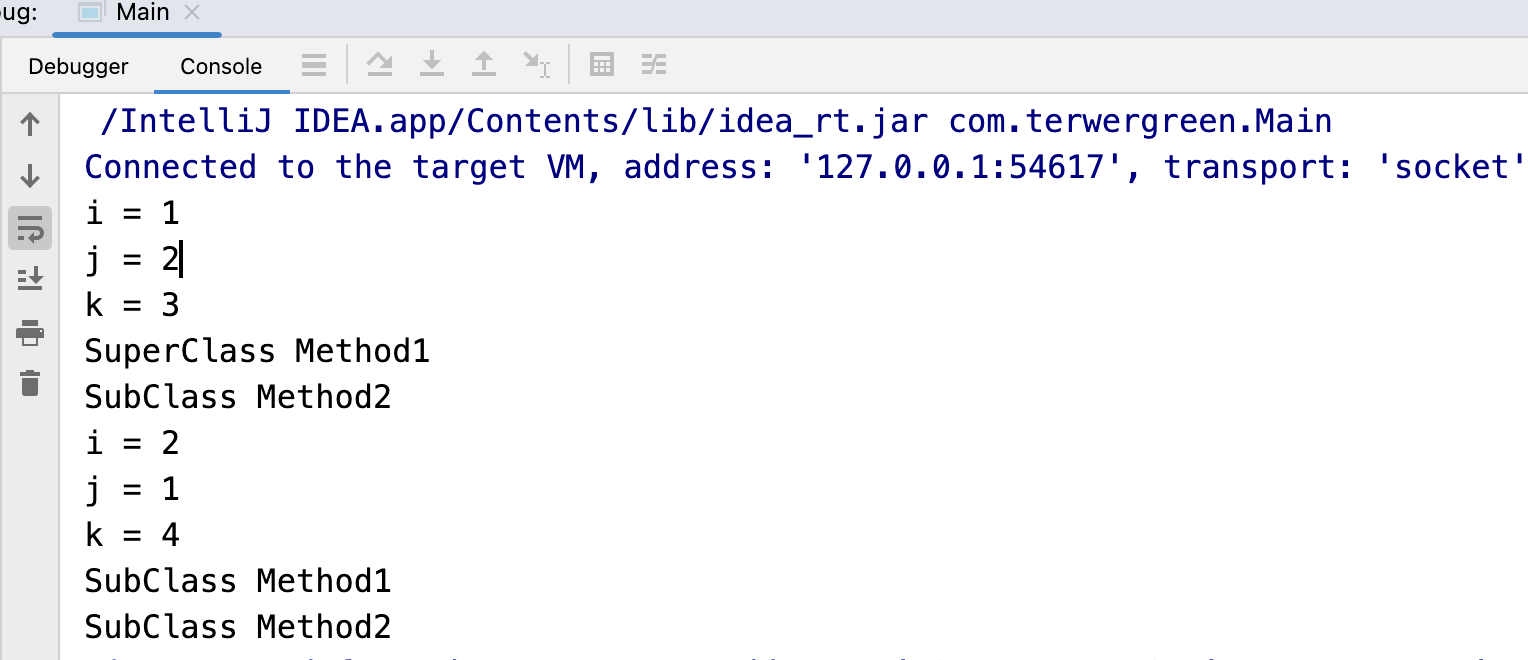 ug: Main
Debugger Console
/IntelliJ IDEA.app/Contents/lib/idea_rt.jar com.terwergreen.Main
Connected to the target VM, address: '127.0.0.1:54617', transport: 'socket'
i = 1
j = 2
k = 3
SuperClass Method1
SubClass Method2
i = 2
j = 1
k = 4
SubClass Method1
SubClass Method2